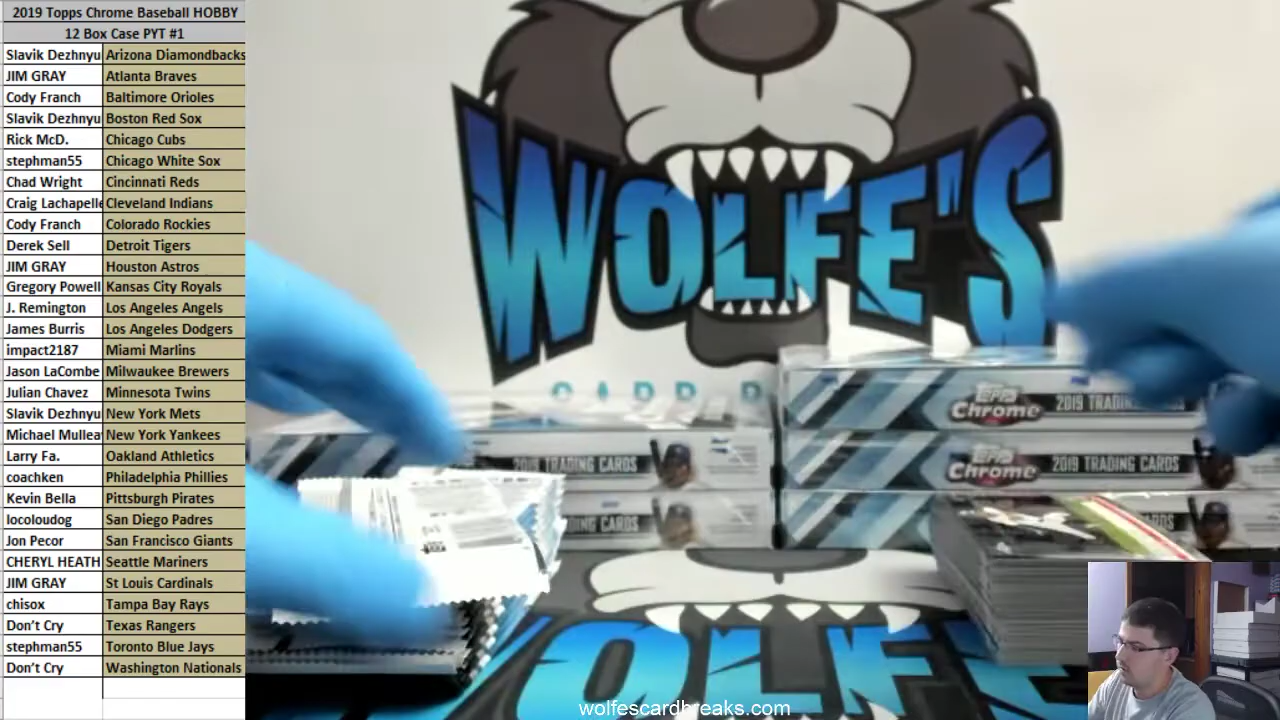 2019 Topps Chrome Baseball HOBBY
12 Box Case PYT #1
Slavik Dezhnyu Arizona Diamondbacks
JIM GRAY Atlanta Braves
Cody Franch Baltimore Orioles
Slavik Dezhnyu Boston Red Sox
Rick McD. Chicago Cubs
stephman55 Chicago White Sox
Chad Wright Cincinnati Reds
Craig Lachapelle Cleveland Indians
Cody Franch Colorado Rockies
Derek Sell Detroit Tigers
JIM GRAY Houston Astros
Gregory Powell Kansas City Royals
J. Remington Los Angeles Angels
James Burris Los Angeles Dodgers
impact2187 Miami Marlins
Jason LaCombe Milwaukee Brewers
Julian Chavez Minnesota Twins
Slavik Dezhnyu New York Mets
Michael Mullea New York Yankees
Larry Fa. Oakland Athletics
coachken Philadelphia Phillies
Kevin Bella Pittsburgh Pirates
locoloudog San Diego Padres
Jon Pecor San Francisco Giants
CHERYL HEATH Seattle Mariners
JIM GRAY St Louis Cardinals
chisox Tampa Bay Rays
Don't Cry Texas Rangers
stephman55 Toronto Blue Jays
Don't Cry Washington Nationals
WOLFE'S
CARD
Topps Chrome 2019 TRADING
2019 TRADING CARDS
Topps Chrome 2019 TRADING CARDS
CARDS
WOLFE
wolfescardbreaks.com